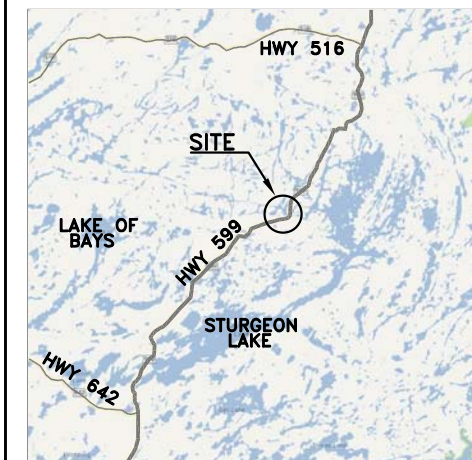 HWY 516
SITE
LAKE OF
BAYS
HWY 599
STURGEON
LAKE
HWY 642